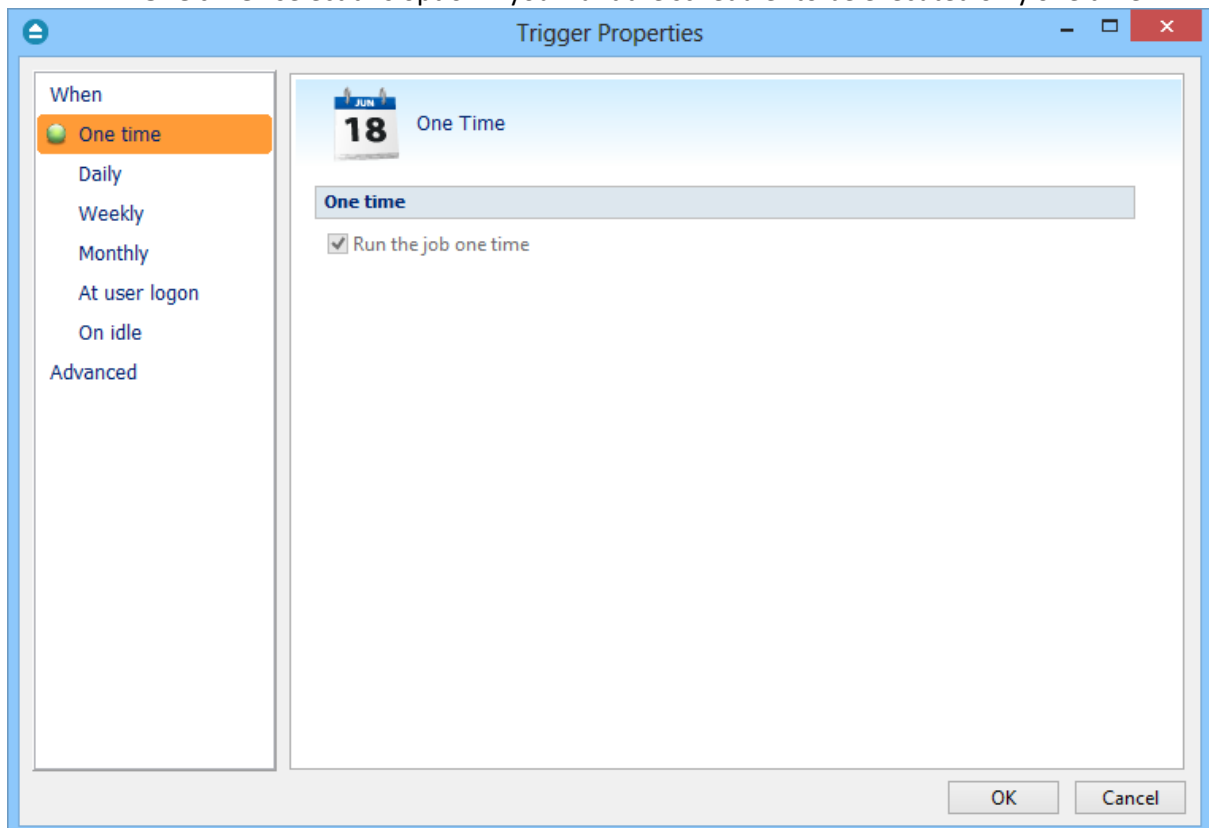 Trigger Properties
When
One time
Daily
Weekly
Monthly
At user logon
On idle
Advanced
JUN
18
One Time
One time
Run the job one time
OK
Cancel